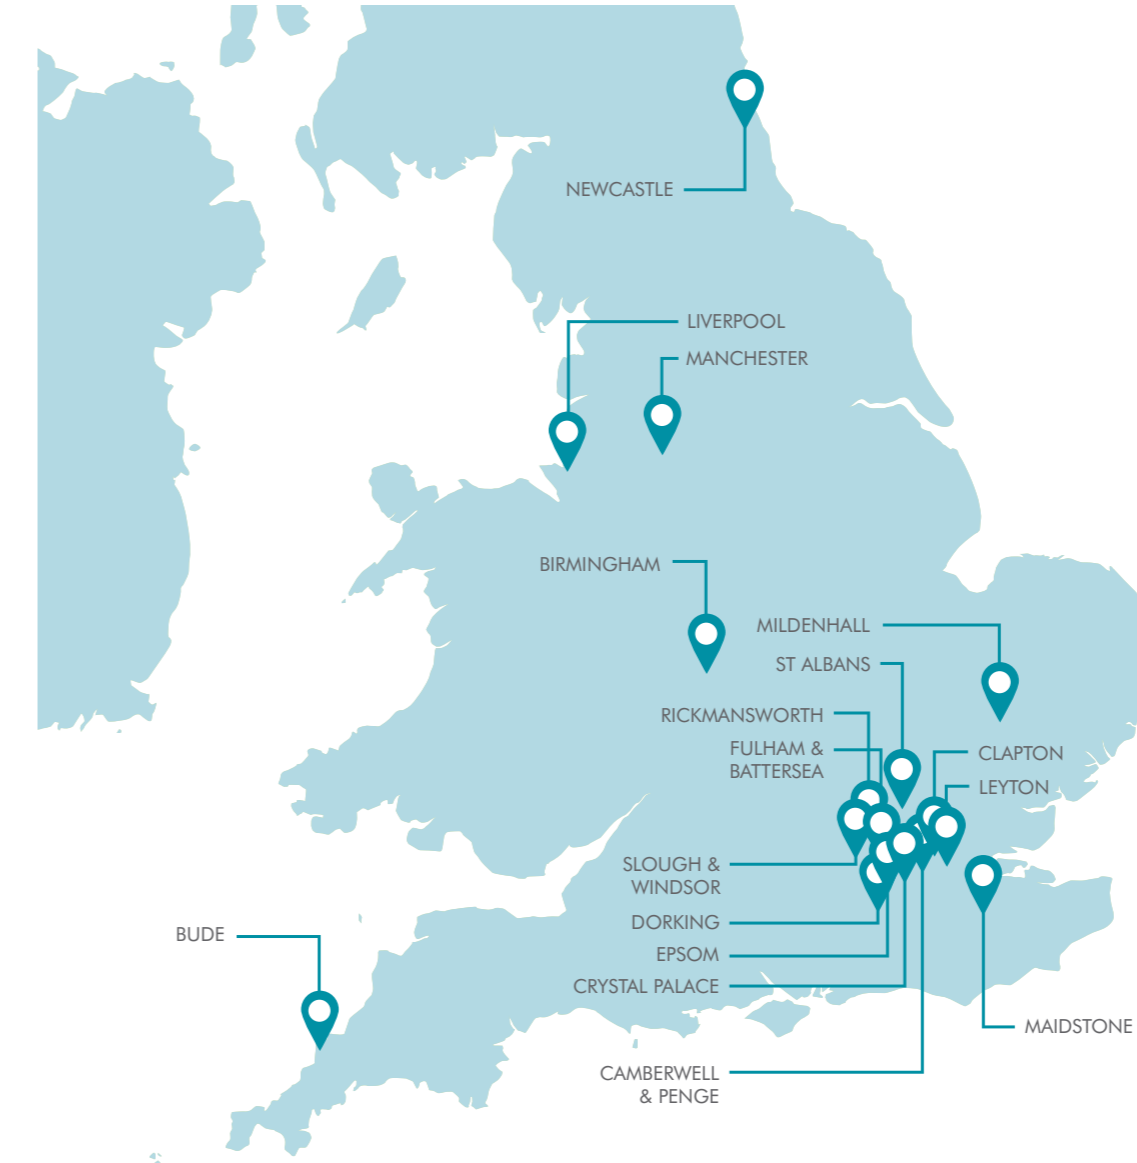 NEWCASTLE
LIVERPOOL
MANCHESTER
BIRMINGHAM
MILDENHALL
ST ALBANS
RICKMANSWORTH
FULHAM &
BATTERSEA
CLAPTON
LEYTON
SLOUGH &
WINDSOR
DORKING
BUDE
EPSOM
CRYSTAL PALACE
MAIDSTONE
CAMBERWELL
& PENGE